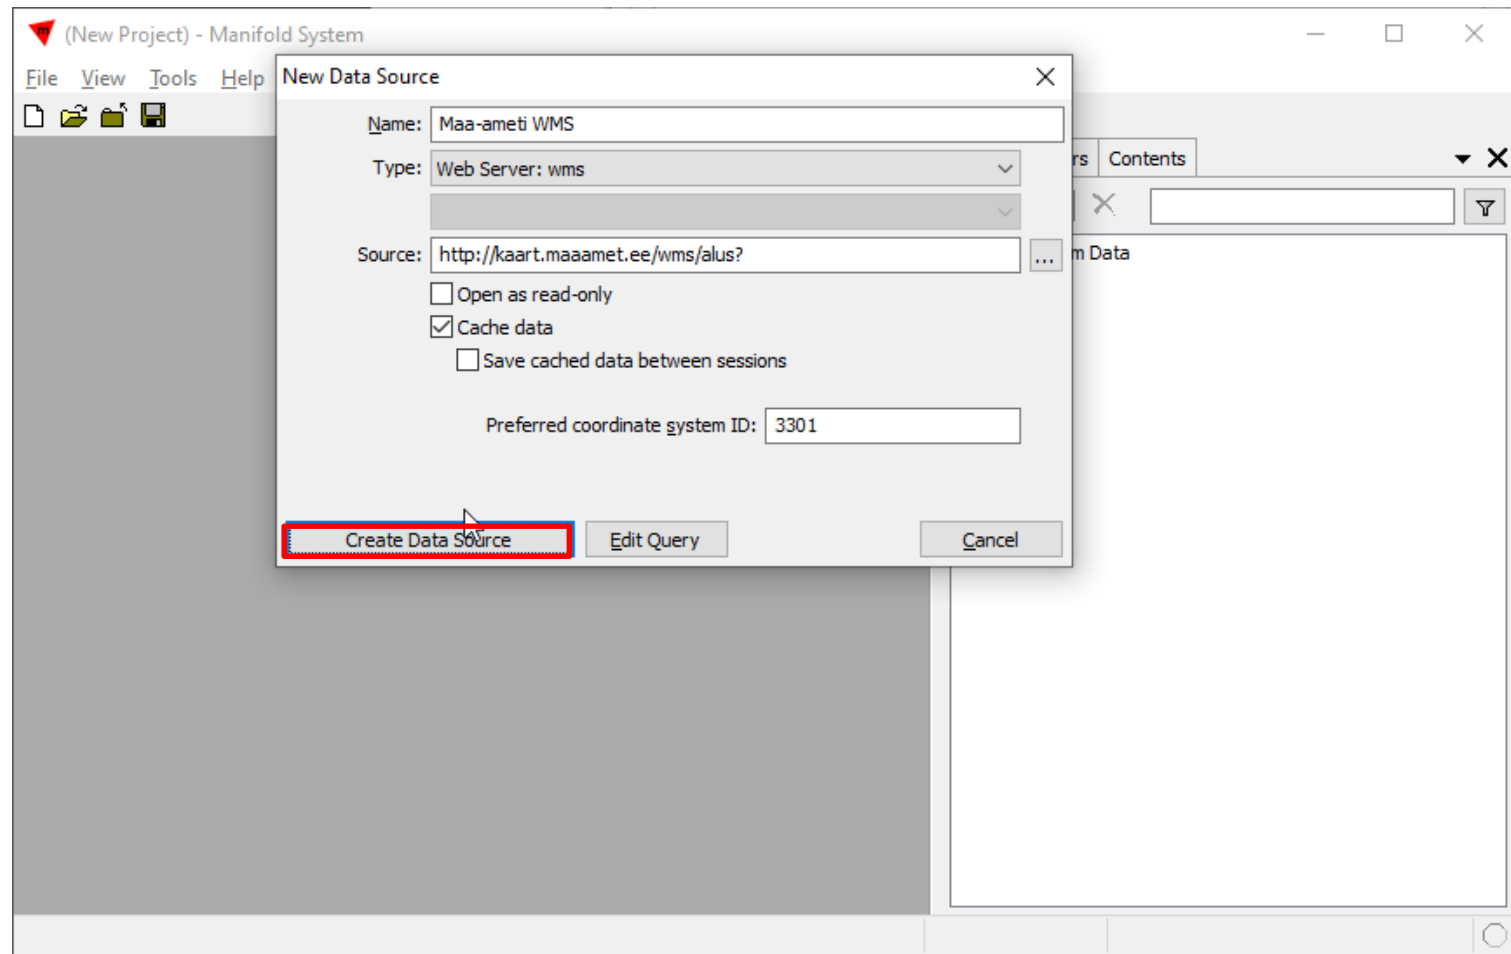 (New Project) - Manifold System
File View Tools Help
New Data Source
Name: Maa-ameti WMS
Type: Web Server: wms
Source: http://kaart.maaamet.ee/wms/alus?
...
Open as read-only
Cache data
Save cached data between sessions
Preferred coordinate system ID: 3301
Create Data Source
Edit Query
Cancel
rs
Contents
m Data